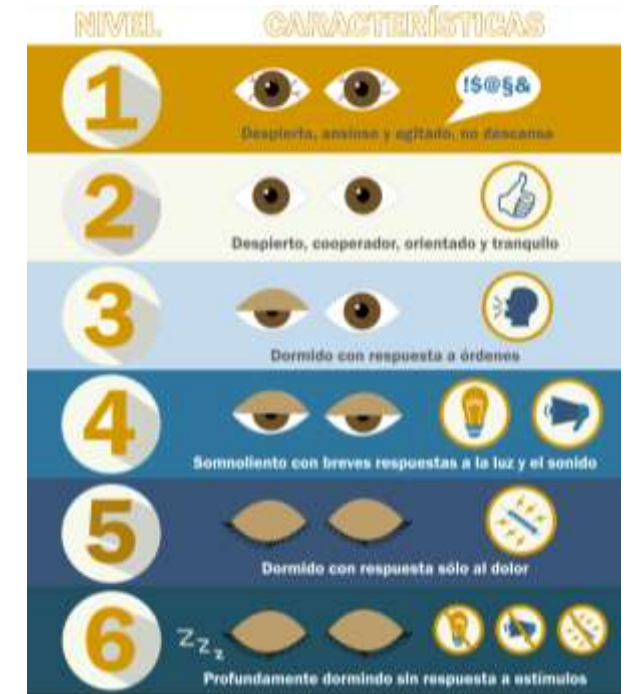 NIVEL CARACTERÍSTICAS
1
!$@§&
Despierto, ansioso y agitado, no descansa
2
Despierto, cooperador, orientado y tranquilo
3
Dormido con respuesta a órdenes
4
Somnoliento con breves respuestas a la luz y el sonido
5
Dormido con respuesta sólo al dolor
6
Zzz
Profundamente dormindo sin respuesta a estímulos